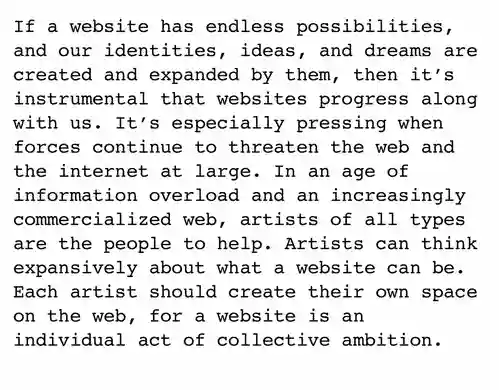 If a website has endless possibilities,
and our identities, ideas, and dreams are
created and expanded by them, then it’s
instrumental that websites progress along
with us. It’s especially pressing when
forces continue to threaten the web and
the internet at large. In an age of
information overload and an increasingly
commercialized web, artists of all types
are the people to help. Artists can think
expansively about what a website can be.
Each artist should create their own space
on the web, for a website is an
individual act of collective ambition.